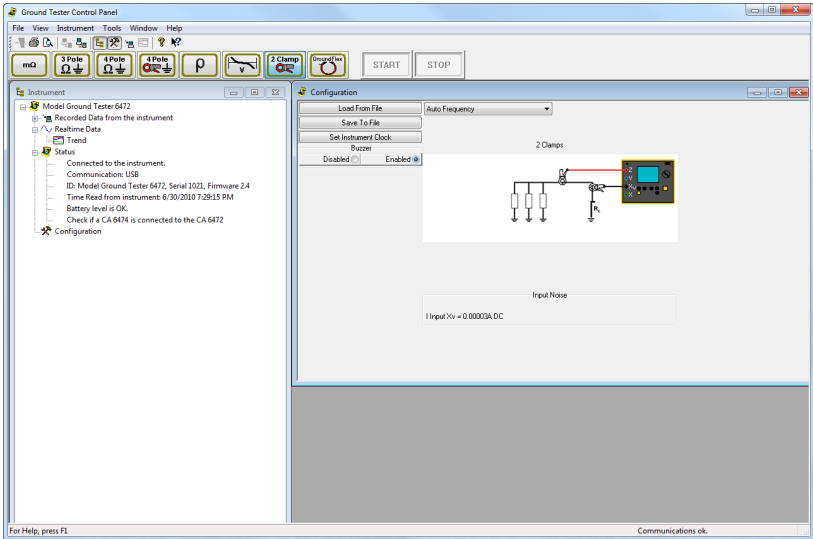 Ground Tester Control Panel
File View Instrument Tools Window Help
mΩ
3 Pole
Ω
4 Pole
Ω
4 Pole
ρ
V
2 Clamp
GroundFlex
START
STOP
Instrument
Model Ground Tester 6472
Recorded Data from the instrument
Realtime Data
Trend
Status
Connected to the instrument.
Communication: USB
ID: Model Ground Tester 6472, Serial 1021, Firmware 2.4
Time Read from instrument: 6/30/2010 7:29:15 PM
Battery level is OK.
Check if a CA 6474 is connected to the CA 6472
Configuration
Configuration
Load From File
Auto Frequency
Save To File
Set Instrument Clock
Buzzer
Disabled Enabled
2 Clamps
Z
Y
Xv
X
Rx
Input Noise
I Input Xv = 0.00003A DC
For Help, press F1
Communications ok.